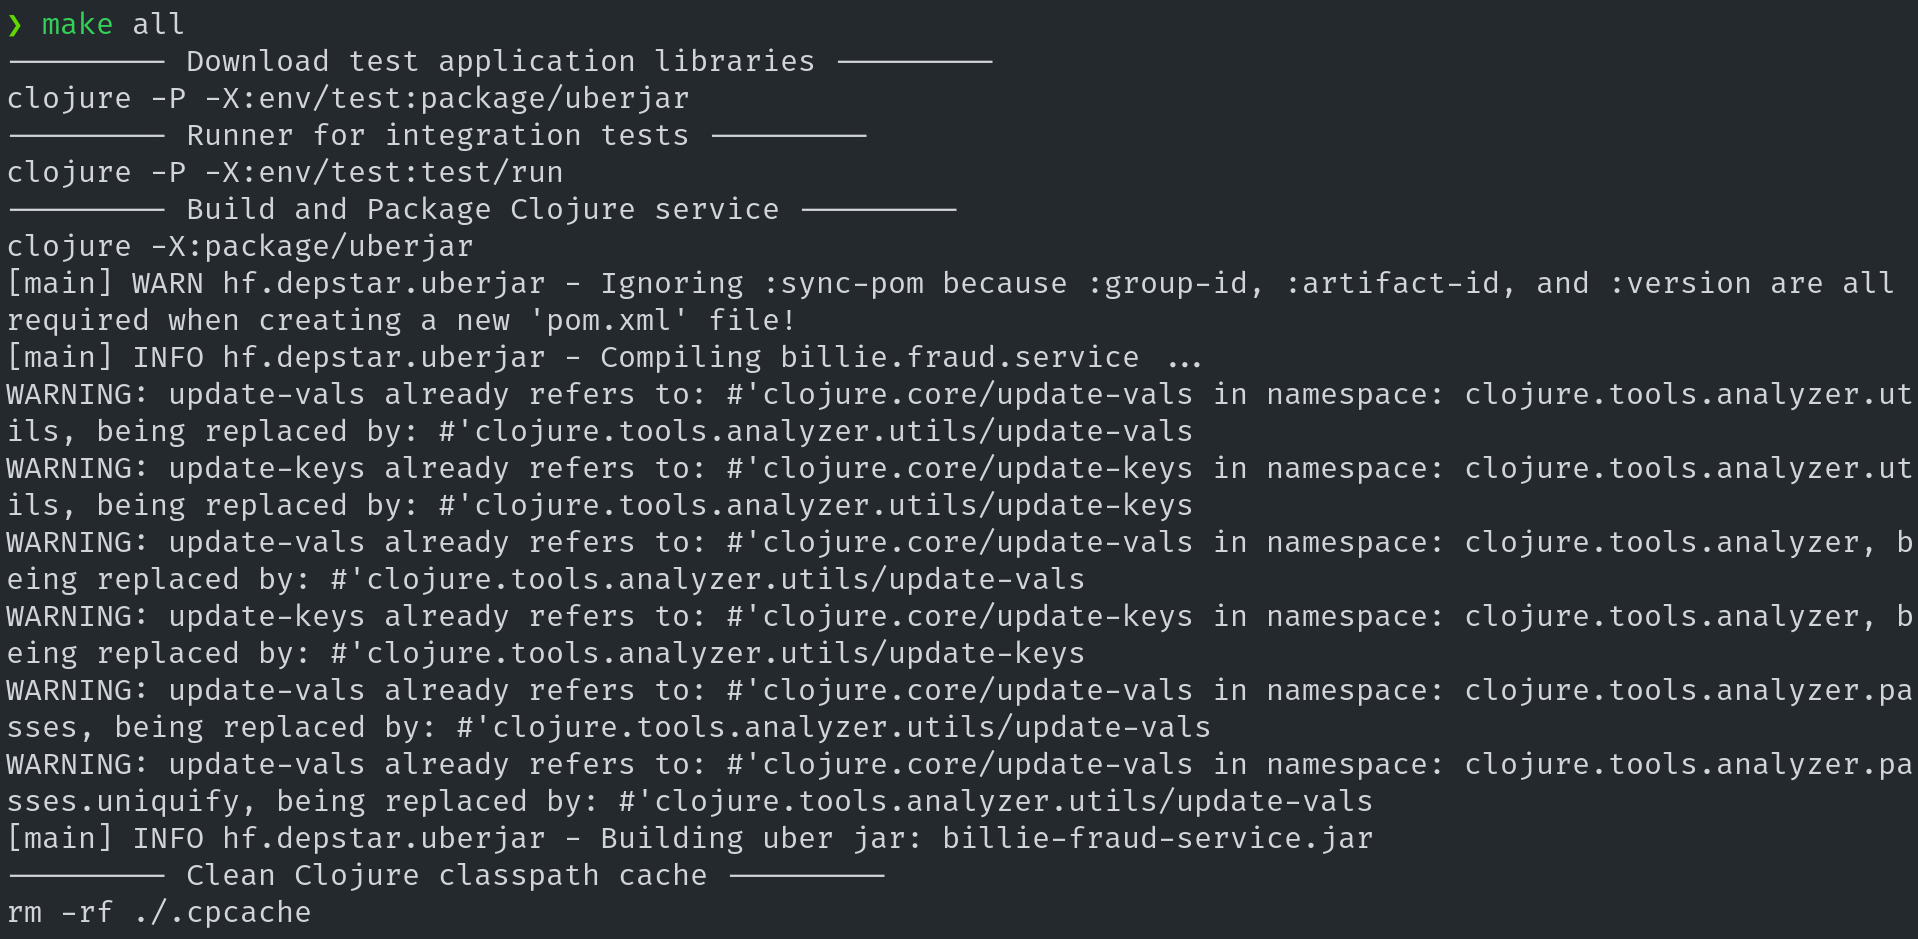 ❯ make all
--------- Download test application libraries ---------
clojure -P -X:env/test:package/uberjar
--------- Runner for integration tests ---------
clojure -P -X:env/test:test/run
--------- Build and Package Clojure service ---------
clojure -X:package/uberjar
[main] WARN hf.depstar.uberjar - Ignoring :sync-pom because :group-id, :artifact-id, and :version are all
required when creating a new 'pom.xml' file!
[main] INFO hf.depstar.uberjar - Compiling billie.fraud.service ...
WARNING: update-vals already refers to: #'clojure.core/update-vals in namespace: clojure.tools.analyzer.ut
ils, being replaced by: #'clojure.tools.analyzer.utils/update-vals
WARNING: update-keys already refers to: #'clojure.core/update-keys in namespace: clojure.tools.analyzer.ut
ils, being replaced by: #'clojure.tools.analyzer.utils/update-keys
WARNING: update-vals already refers to: #'clojure.core/update-vals in namespace: clojure.tools.analyzer, b
eing replaced by: #'clojure.tools.analyzer.utils/update-vals
WARNING: update-keys already refers to: #'clojure.core/update-keys in namespace: clojure.tools.analyzer, b
eing replaced by: #'clojure.tools.analyzer.utils/update-keys
WARNING: update-vals already refers to: #'clojure.core/update-vals in namespace: clojure.tools.analyzer.pa
sses, being replaced by: #'clojure.tools.analyzer.utils/update-vals
WARNING: update-vals already refers to: #'clojure.core/update-vals in namespace: clojure.tools.analyzer.pa
sses.uniquify, being replaced by: #'clojure.tools.analyzer.utils/update-vals
[main] INFO hf.depstar.uberjar - Building uber jar: billie-fraud-service.jar
--------- Clean Clojure classpath cache ---------
rm -rf ./.cpcache